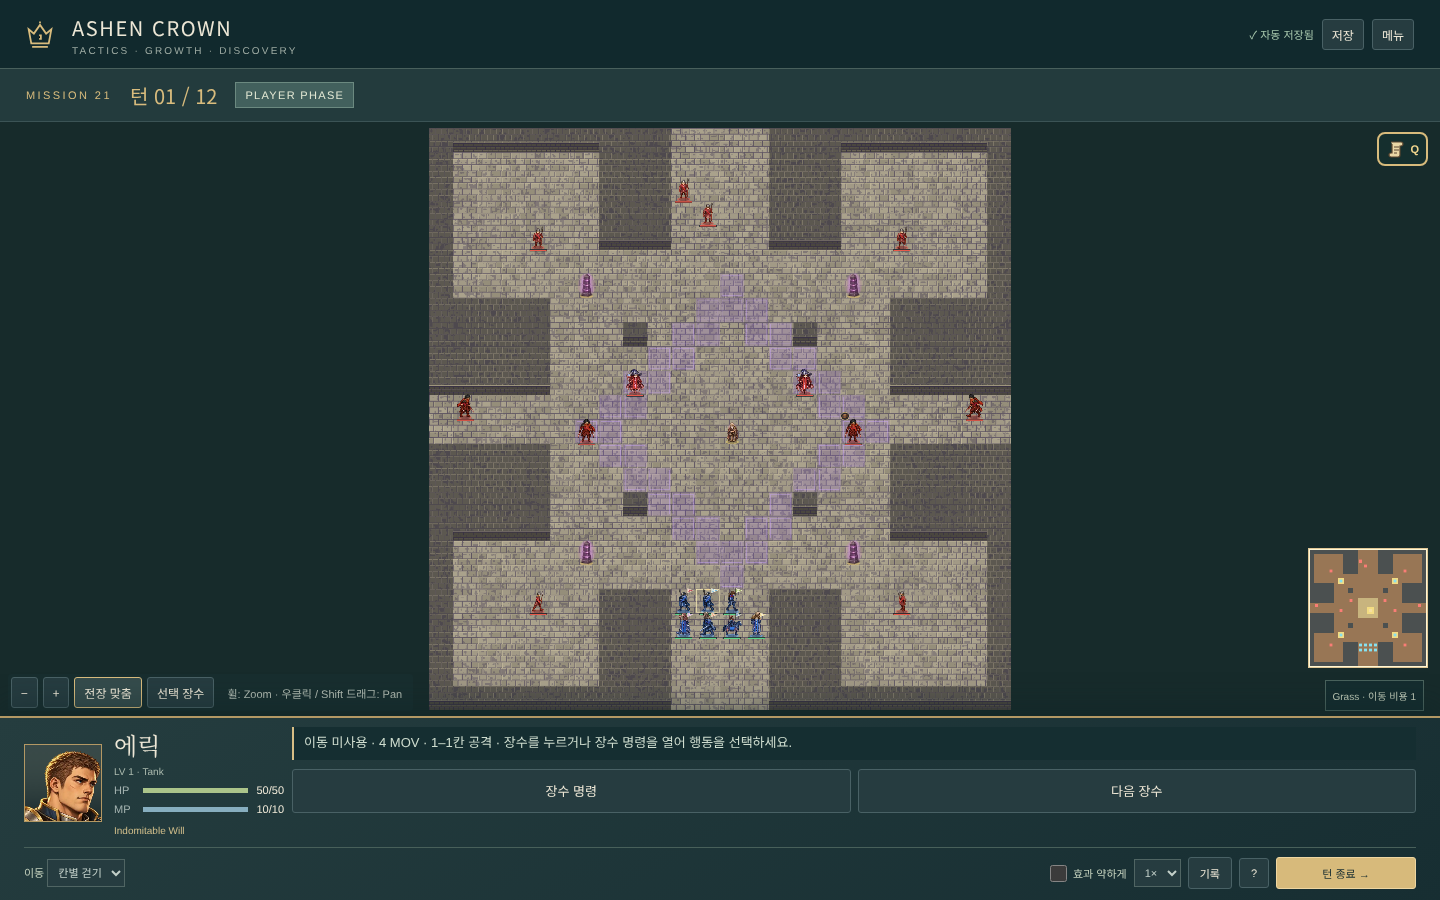 ASHEN CROWN
TACTICS · GROWTH · DISCOVERY
✓ 자동 저장됨
저장
메뉴
MISSION 21
턴 01 / 12
PLAYER PHASE
Q
−
+
전장 맞춤
선택 장수
휠: Zoom · 우클릭 / Shift 드래그: Pan
Grass · 이동 비용 1
에릭
LV 1 · Tank
HP 50/50
MP 10/10
Indomitable Will
이동 미사용 · 4 MOV · 1–1칸 공격 · 장수를 누르거나 장수 명령을 열어 행동을 선택하세요.
장수 명령
다음 장수
이동
칸별 걷기
효과 약하게
1×
기록
?
턴 종료 →